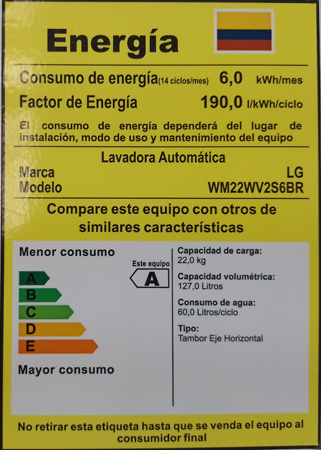 Energía
Consumo de energía(14 ciclos/mes) 6,0 kWh/mes
Factor de Energía 190,0 l/kWh/ciclo
El consumo de energía dependerá del lugar de
instalación, modo de uso y mantenimiento del equipo
Lavadora Automática
Marca LG
Modelo WM22WV2S6BR
Compare este equipo con otros de
similares características
Menor consumo
Este equipo
A
A
B
C
D
E
Mayor consumo
Capacidad de carga:
22,0 kg
Capacidad volumétrica:
127,0 Litros
Consumo de agua:
60,0 Litros/ciclo
Tipo:
Tambor Eje Horizontal
No retirar esta etiqueta hasta que se venda el equipo al
consumidor final